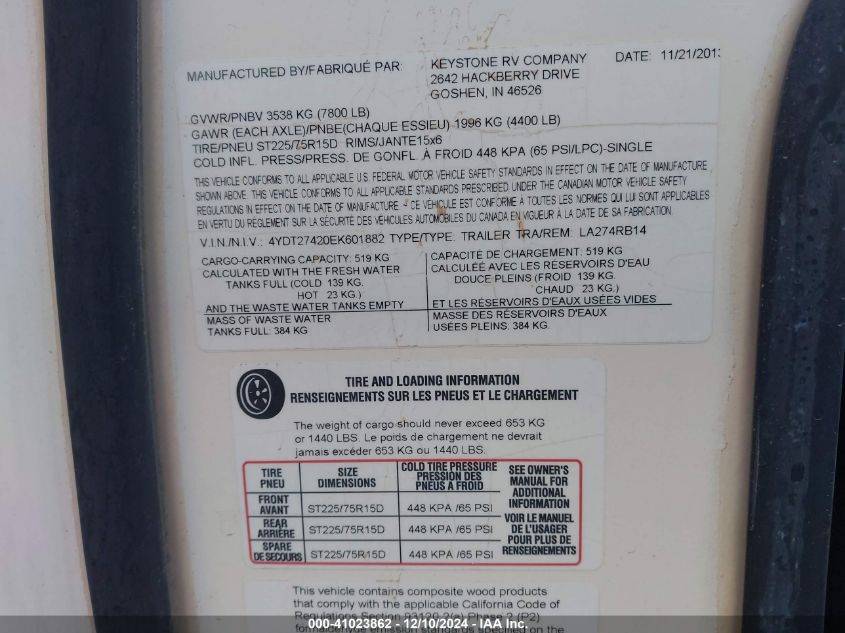 MANUFACTURED BY/FABRIQUÉ PAR: KEYSTONE RV COMPANY DATE: 11/21/2013
2642 HACKBERRY DRIVE
GOSHEN, IN 46526
GVWR/PNBV 3538 KG (7800 LB)
GAWR (EACH AXLE)/PNBE(CHAQUE ESSIEU) 1996 KG (4400 LB)
TIRE/PNEU ST225/75R15D RIMS/JANTE15x6
COLD INFL. PRESS/PRESS. DE GONFL. À FROID 448 KPA (65 PSI/LPC)-SINGLE
THIS VEHICLE CONFORMS TO ALL APPLICABLE U.S. FEDERAL MOTOR VEHICLE SAFETY STANDARDS IN EFFECT ON THE DATE OF MANUFACTURE
SHOWN ABOVE. THIS VEHICLE CONFORMS TO ALL APPLICABLE STANDARDS PRESCRIBED UNDER THE CANADIAN MOTOR VEHICLE SAFETY
REGULATIONS IN EFFECT ON THE DATE OF MANUFACTURE. - CE VÉHICULE EST CONFORME À TOUTES LES NORMES QUI LUI SONT APPLICABLES
EN VERTU DU RÈGLEMENT SUR LA SÉCURITÉ DES VÉHICULES AUTOMOBILES DU CANADA EN VIGUEUR À LA DATE DE SA FABRICATION.
V.I.N./N.I.V.: 4YDT27420EK601882 TYPE/TYPE: TRAILER TRA/REM: LA274RB14
CARGO-CARRYING CAPACITY: 519 KG
CALCULATED WITH THE FRESH WATER
TANKS FULL (COLD 139 KG.
HOT 23 KG.)
AND THE WASTE WATER TANKS EMPTY
MASS OF WASTE WATER
TANKS FULL: 384 KG
CAPACITÉ DE CHARGEMENT: 519 KG
CALCULÉE AVEC LES RÉSERVOIRS D'EAU
DOUCE PLEINS (FROID 139 KG.
CHAUD 23 KG.)
ET LES RÉSERVOIRS D'EAUX USÉES VIDES
MASSE DES RÉSERVOIRS D'EAUX
USÉES PLEINS: 384 KG
TIRE AND LOADING INFORMATION
RENSEIGNEMENTS SUR LES PNEUS ET LE CHARGEMENT
The weight of cargo should never exceed 653 KG
or 1440 LBS. Le poids de chargement ne devrait
jamais excéder 653 KG ou 1440 LBS.
TIRE PNEU
SIZE DIMENSIONS
COLD TIRE PRESSURE
PRESSION DES
PNEUS A FROID
FRONT AVANT ST225/75R15D 448 KPA /65 PSI
REAR ARRIÈRE ST225/75R15D 448 KPA /65 PSI
SPARE DE SECOURS ST225/75R15D 448 KPA /65 PSI
SEE OWNER'S
MANUAL FOR
ADDITIONAL
INFORMATION
VOIR LE MANUEL
DE L'USAGER
POUR PLUS DE
RENSEIGNEMENTS
This vehicle contains composite wood products
that comply with the applicable California Code of
Regulations Section 93120.2(a) Phase 2 (P2)
formaldehyde emission standards specified on the
000-41023862 - 12/10/2024 - IAA Inc.